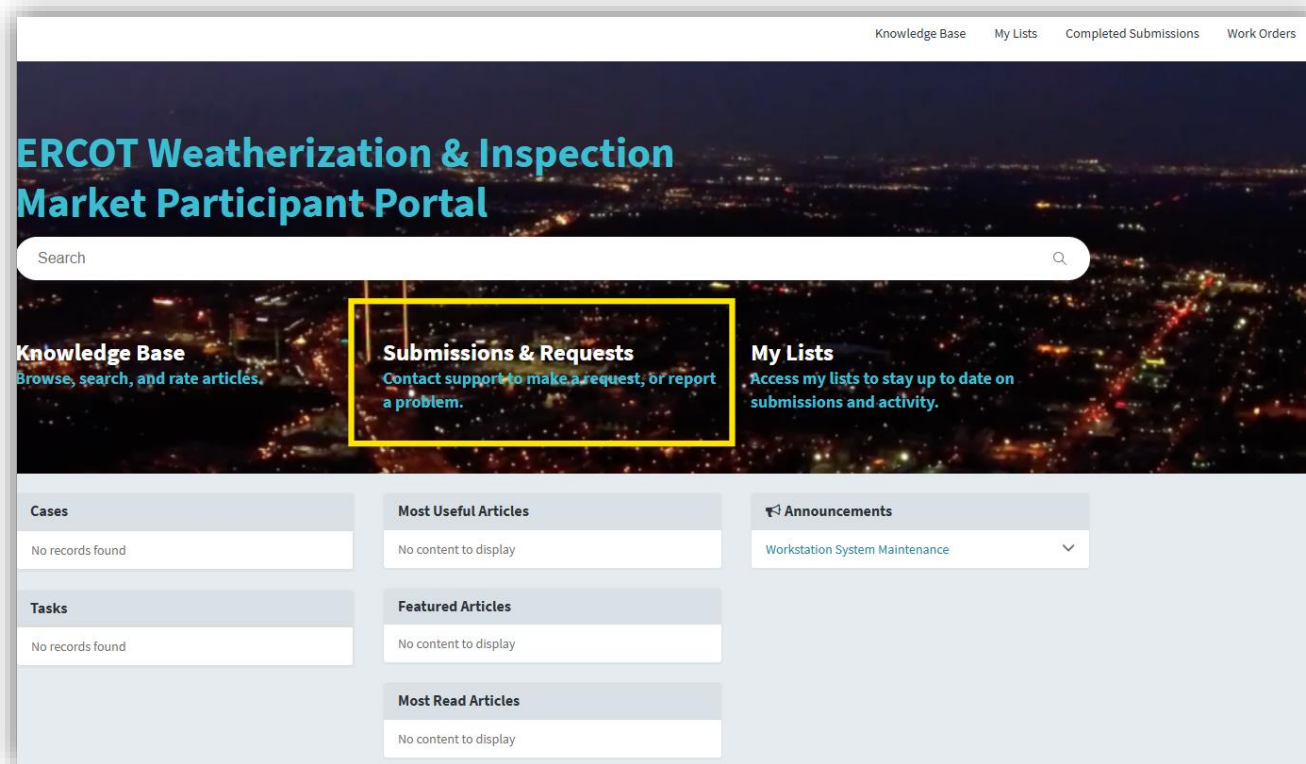 Knowledge Base My Lists Completed Submissions Work Orders
ERCOT Weatherization & Inspection
Market Participant Portal
Search
Knowledge Base
Browse, search, and rate articles.
Submissions & Requests
Contact support to make a request, or report
a problem.
My Lists
Access my lists to stay up to date on
submissions and activity.
Cases
No records found
Tasks
No records found
Most Useful Articles
No content to display
Featured Articles
No content to display
Most Read Articles
No content to display
Announcements
Workstation System Maintenance